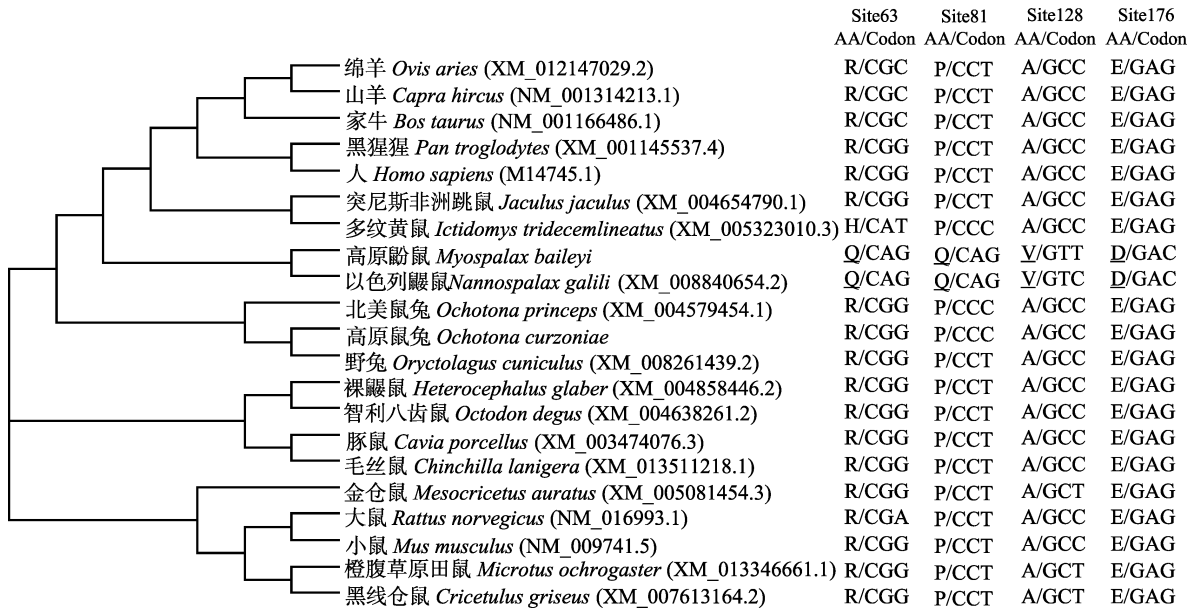 Site63 Site81 Site128 Site176
AA/Codon AA/Codon AA/Codon AA/Codon
绵羊 Ovis aries (XM_012147029.2) R/CGC P/CCT A/GCC E/GAG
山羊 Capra hircus (NM_001314213.1) R/CGC P/CCT A/GCC E/GAG
家牛 Bos taurus (NM_001166486.1) R/CGC P/CCT A/GCC E/GAG
黑猩猩 Pan troglodytes (XM_001145537.4) R/CGG P/CCT A/GCC E/GAG
人 Homo sapiens (M14745.1) R/CGG P/CCT A/GCC E/GAG
突尼斯非洲跳鼠 Jaculus jaculus (XM_004654790.1) R/CGG P/CCT A/GCC E/GAG
多纹黄鼠 Ictidomys tridecemlineatus (XM_005323010.3) H/CAT P/CCC A/GCC E/GAG
高原鼢鼠 Myospalax baileyi Q/CAG Q/CAG V/GTT D/GAC
以色列鼹鼠Nannospalax galili (XM_008840654.2) Q/CAG Q/CAG V/GTC D/GAC
北美鼠兔 Ochotona princeps (XM_004579454.1) R/CGG P/CCC A/GCC E/GAG
高原鼠兔 Ochotona curzoniae R/CGG P/CCC A/GCC E/GAG
野兔 Oryctolagus cuniculus (XM_008261439.2) R/CGG P/CCT A/GCC E/GAG
裸鼹鼠 Heterocephalus glaber (XM_004858446.2) R/CGG P/CCT A/GCC E/GAG
智利八齿鼠 Octodon degus (XM_004638261.2) R/CGG P/CCT A/GCC E/GAG
豚鼠 Cavia porcellus (XM_003474076.3) R/CGG P/CCT A/GCC E/GAG
毛丝鼠 Chinchilla lanigera (XM_013511218.1) R/CGG P/CCT A/GCC E/GAG
金仓鼠 Mesocricetus auratus (XM_005081454.3) R/CGG P/CCT A/GCT E/GAG
大鼠 Rattus norvegicus (NM_016993.1) R/CGA P/CCT A/GCC E/GAG
小鼠 Mus musculus (NM_009741.5) R/CGG P/CCT A/GCC E/GAG
橙腹草原田鼠 Microtus ochrogaster (XM_013346661.1) R/CGG P/CCT A/GCT E/GAG
黑线仓鼠 Cricetulus griseus (XM_007613164.2) R/CGG P/CCT A/GCT E/GAG